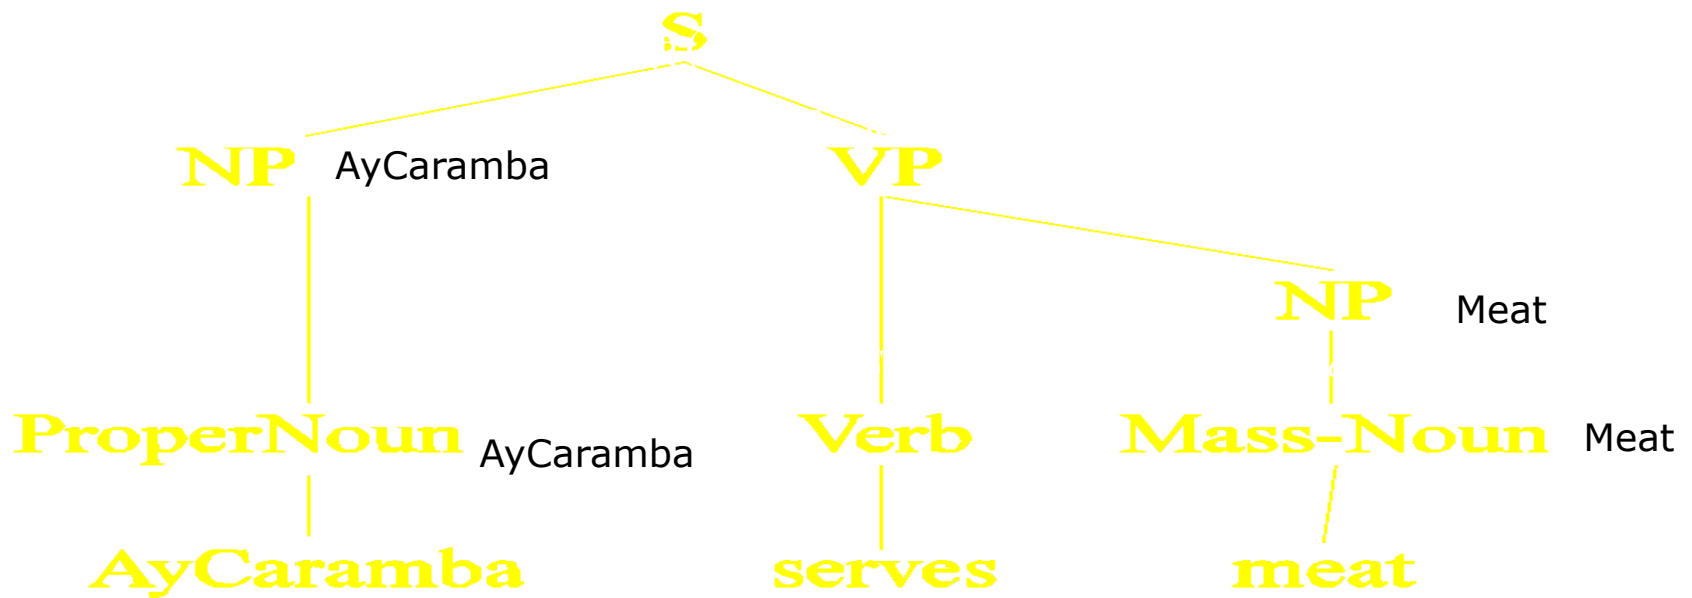 S
NP AyCaramba VP
NP Meat
ProperNoun AyCaramba Verb Mass-Noun Meat
AyCaramba serves meat